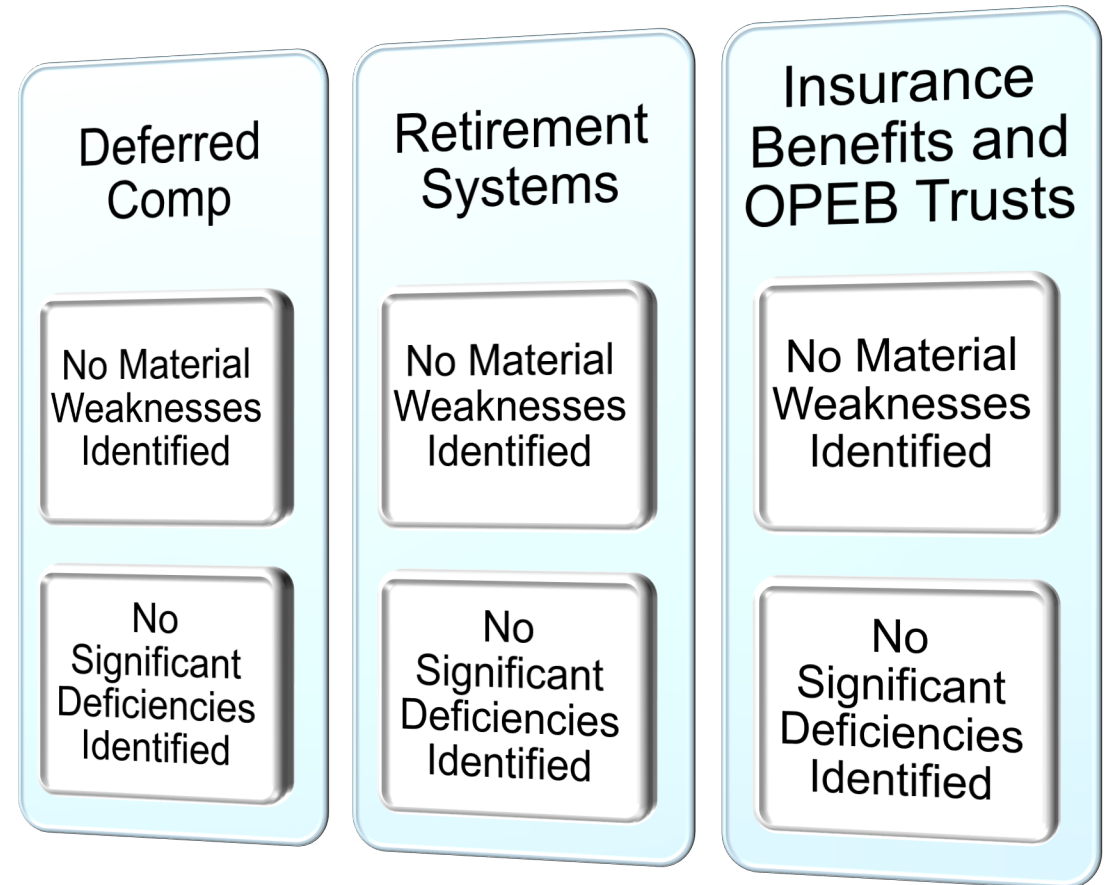 Deferred
Comp
No Material
Weaknesses
Identified
No
Significant
Deficiencies
Identified
Retirement
Systems
No Material
Weaknesses
Identified
No
Significant
Deficiencies
Identified
Insurance
Benefits and
OPEB Trusts
No Material
Weaknesses
Identified
No
Significant
Deficiencies
Identified